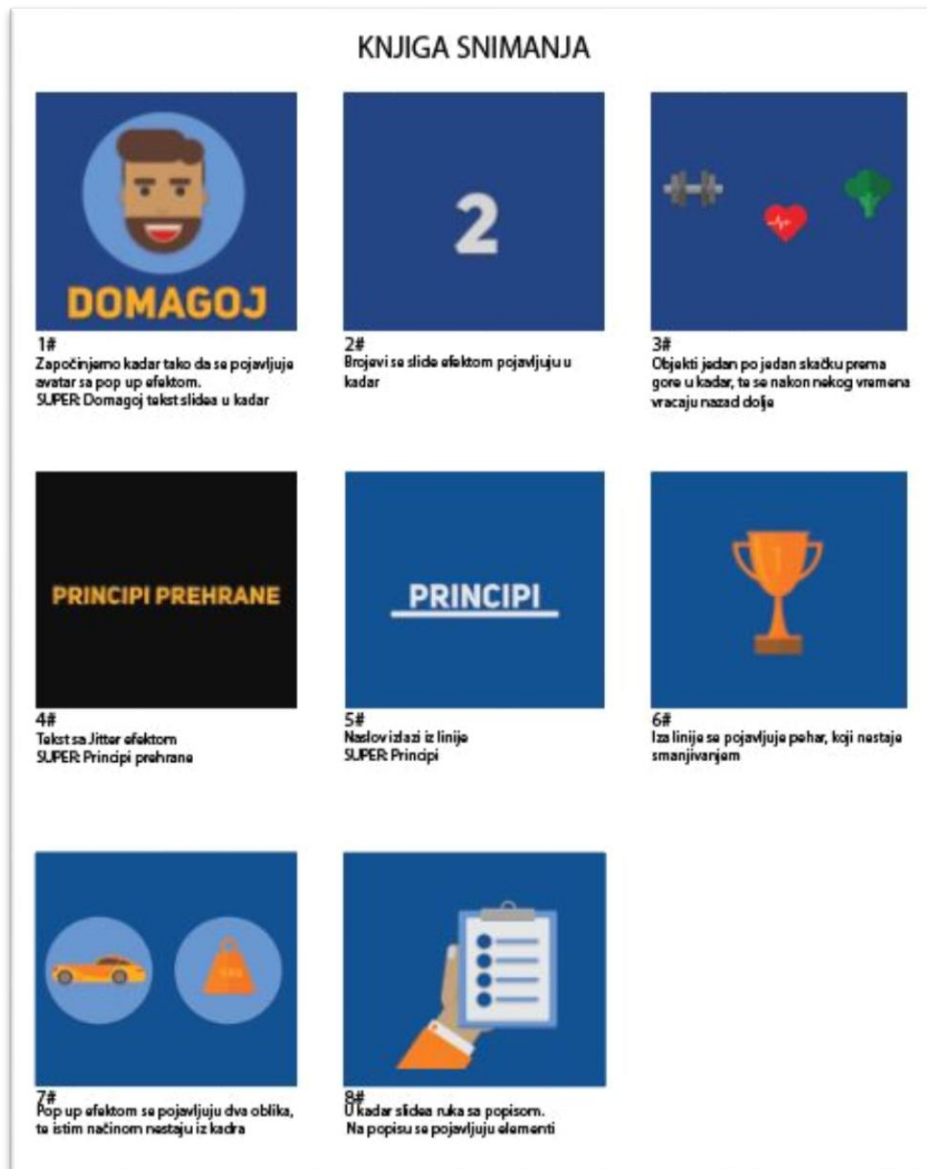 KNJIGA SNIMANJA
DOMAGOJ
1#
Započinjemo kadar tako da se pojavljuje
avatar sa pop up efektom.
SUPER: Domagoj tekst slidea u kadar
2
2#
Brojevi se slide efektom pojavljuju u
kadar
3#
Objekti jedan po jedan skačku prema
gore u kadar, te se nakon nekog vremena
vracaju nazad dolje
PRINCIPI PREHRANE
4#
Tekst sa Jitter efektom
SUPER: Principi prehrane
PRINCIPI
5#
Naslov izlazi iz linije
SUPER: Principi
1
6#
Iza linije se pojavljuje pehar, koji nestaje
smanjivanjem
7#
Pop up efektom se pojavljuju dva oblika,
te istim načinom nestaju iz kadra
8#
U kadar slidea ruka sa popisom.
Na popisu se pojavljuju elementi